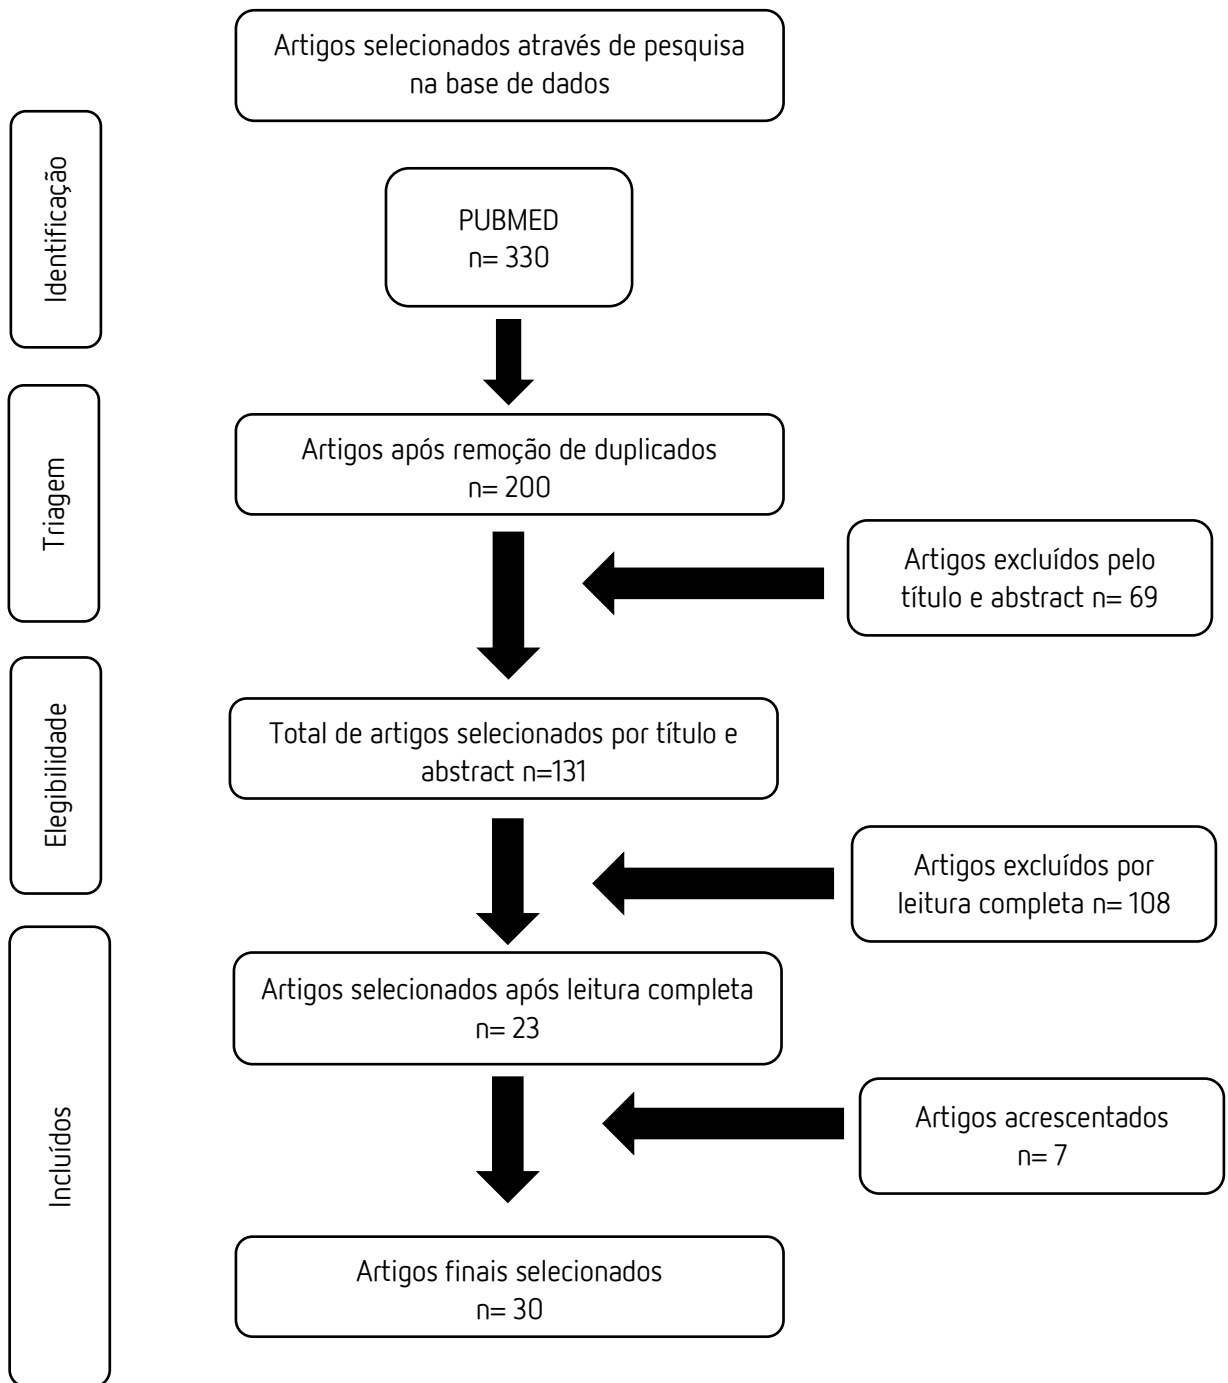 Artigos selecionados através de pesquisa
na base de dados
Identificação
PUBMED
n= 330
Triagem
Artigos após remoção de duplicados
n= 200
Artigos excluídos pelo
título e abstract n= 69
Elegibilidade
Total de artigos selecionados por título e
abstract n=131
Artigos excluídos por
leitura completa n= 108
Incluídos
Artigos selecionados após leitura completa
n= 23
Artigos acrescentados
n= 7
Artigos finais selecionados
n= 30